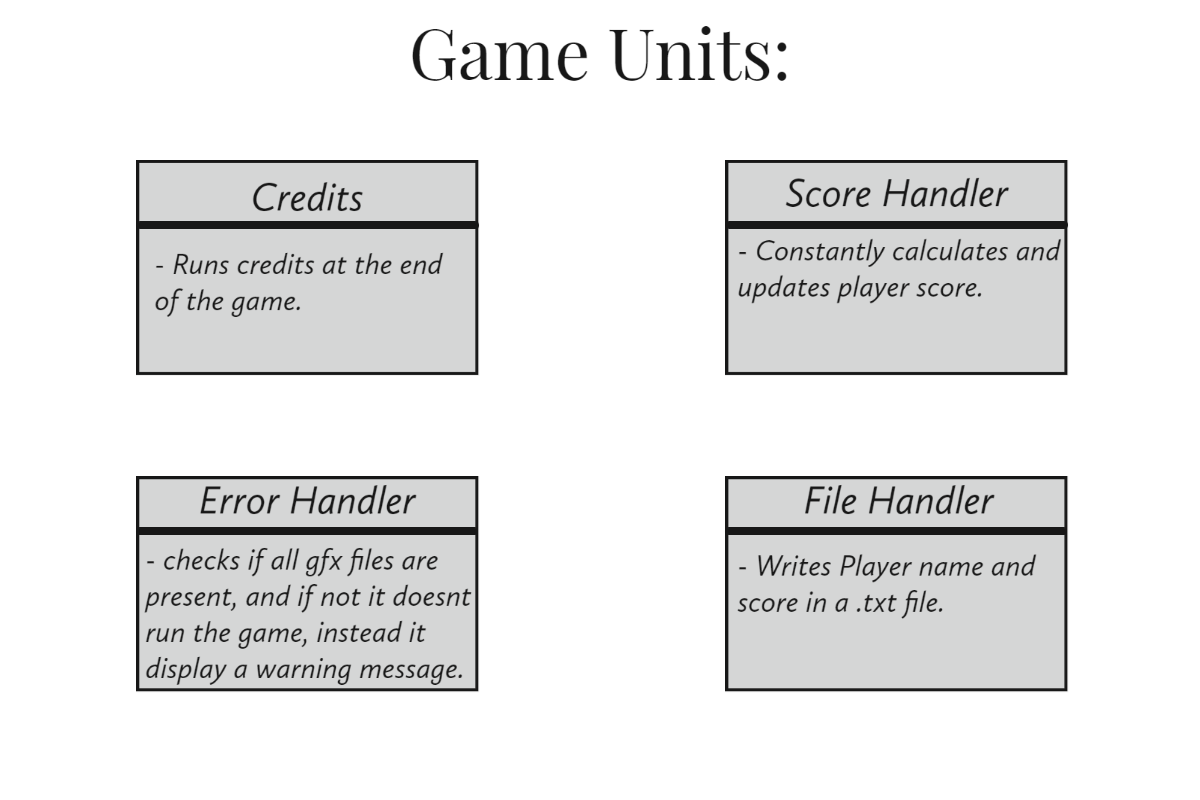 Game Units:
Credits
- Runs credits at the end
of the game.
Score Handler
- Constantly calculates and
updates player score.
Error Handler
- checks if all gfx files are
present, and if not it doesnt
run the game, instead it
display a warning message.
File Handler
- Writes Player name and
score in a .txt file.